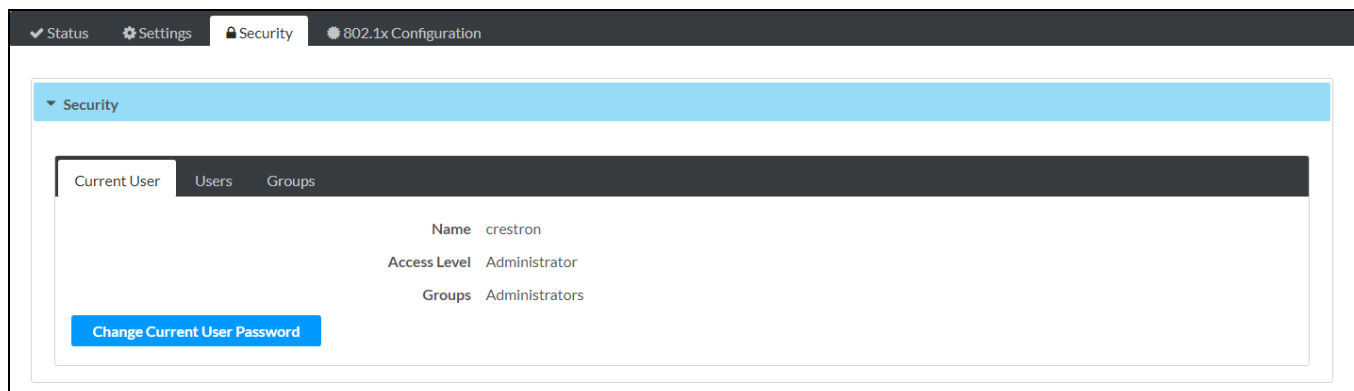 Status Settings Security 802.1x Configuration
Security
Current User Users Groups
Name crestron
Access Level Administrator
Groups Administrators
Change Current User Password